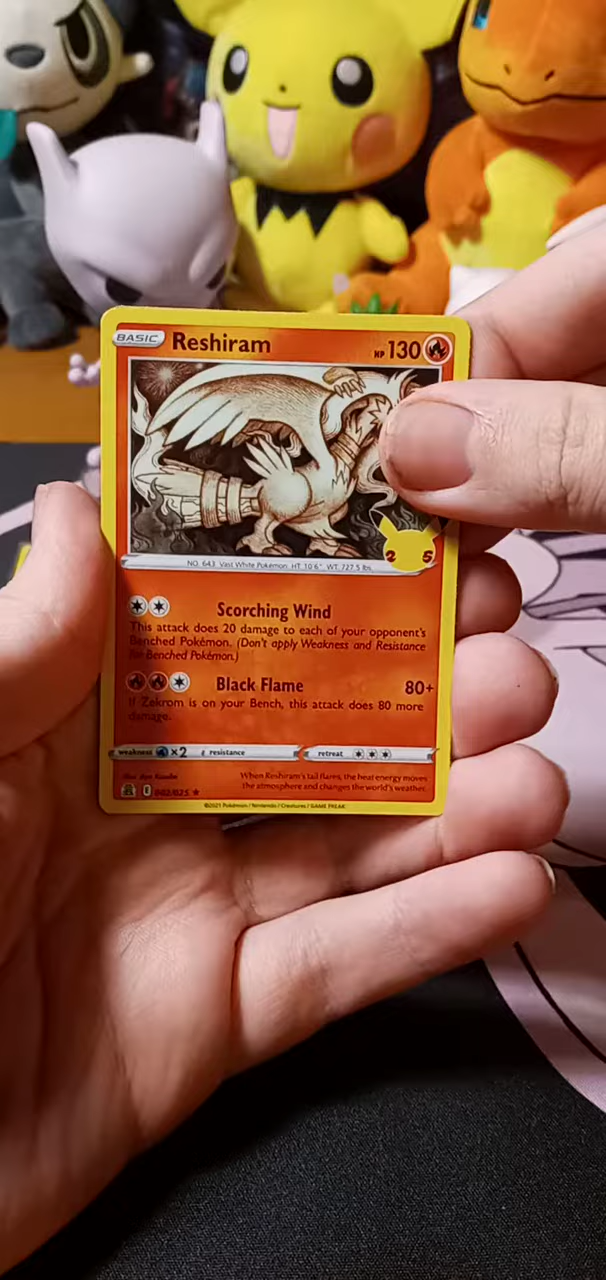 BASIC Reshiram HP 130
NO. 643 Vast White Pokémon HT: 10'6" WT: 727.5 lbs.
2 5
Scorching Wind
This attack does 20 damage to each of your opponent's
Benched Pokémon. (Don't apply Weakness and Resistance
for Benched Pokémon.)
Black Flame 80+
If Zekrom is on your Bench, this attack does 80 more
damage.
weakness ×2 resistance retreat
When Reshiram's tail flares, the heat energy moves
the atmosphere and changes the world's weather.
002/025 ★
©2021 Pokémon / Nintendo / Creatures / GAME FREAK